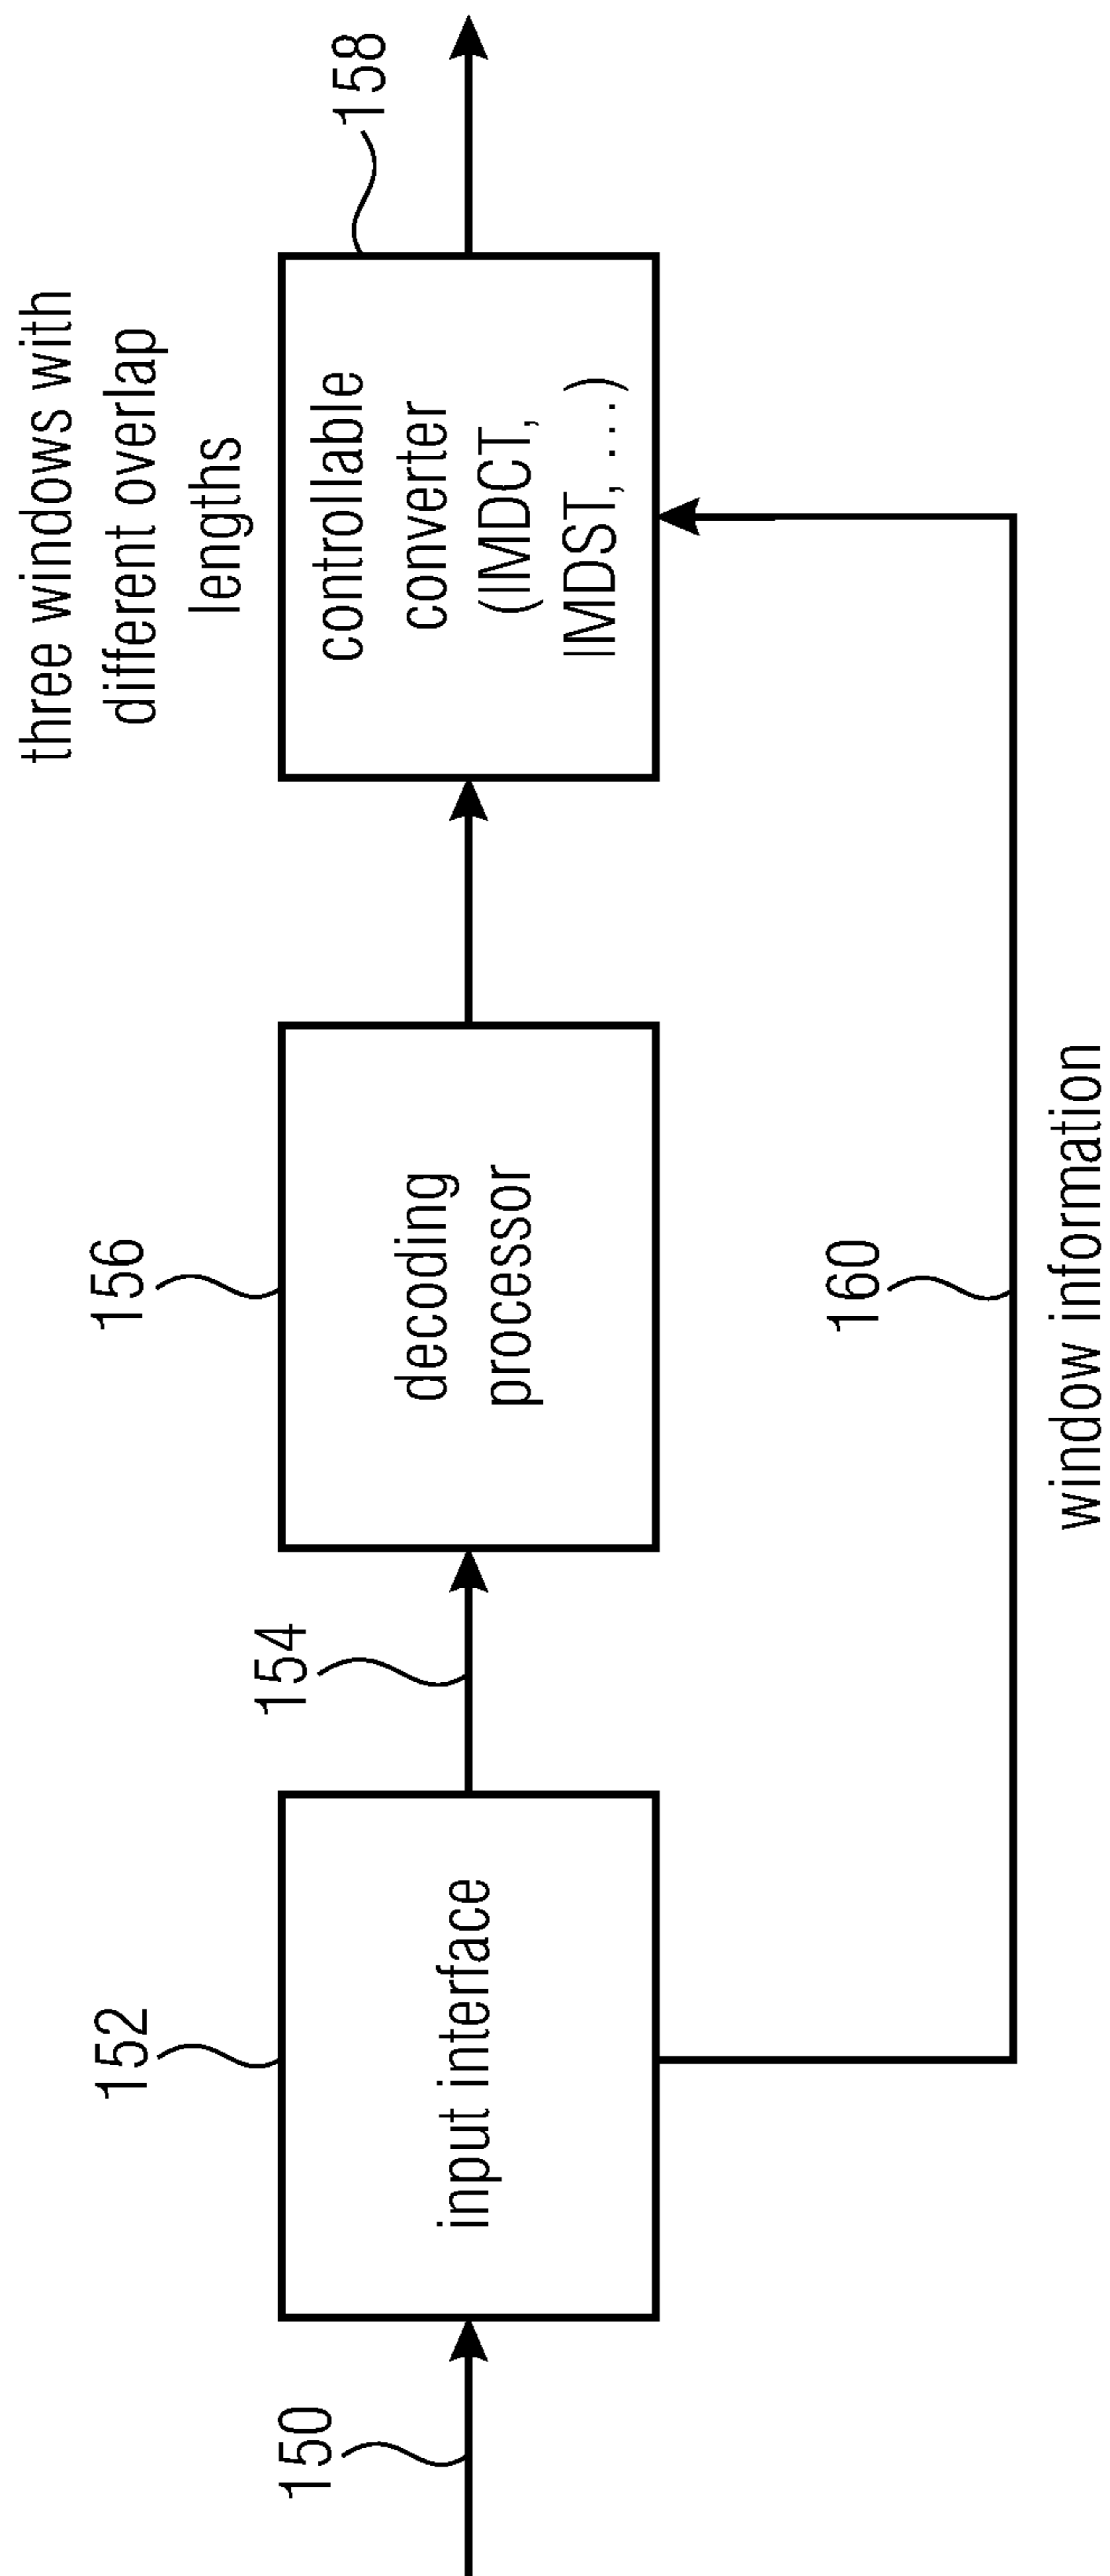 150
152
input interface
154
156
decoding
processor
three windows with
different overlap
lengths
158
controllable
converter
(IMDCT,
IMDST, ....)
160
window information